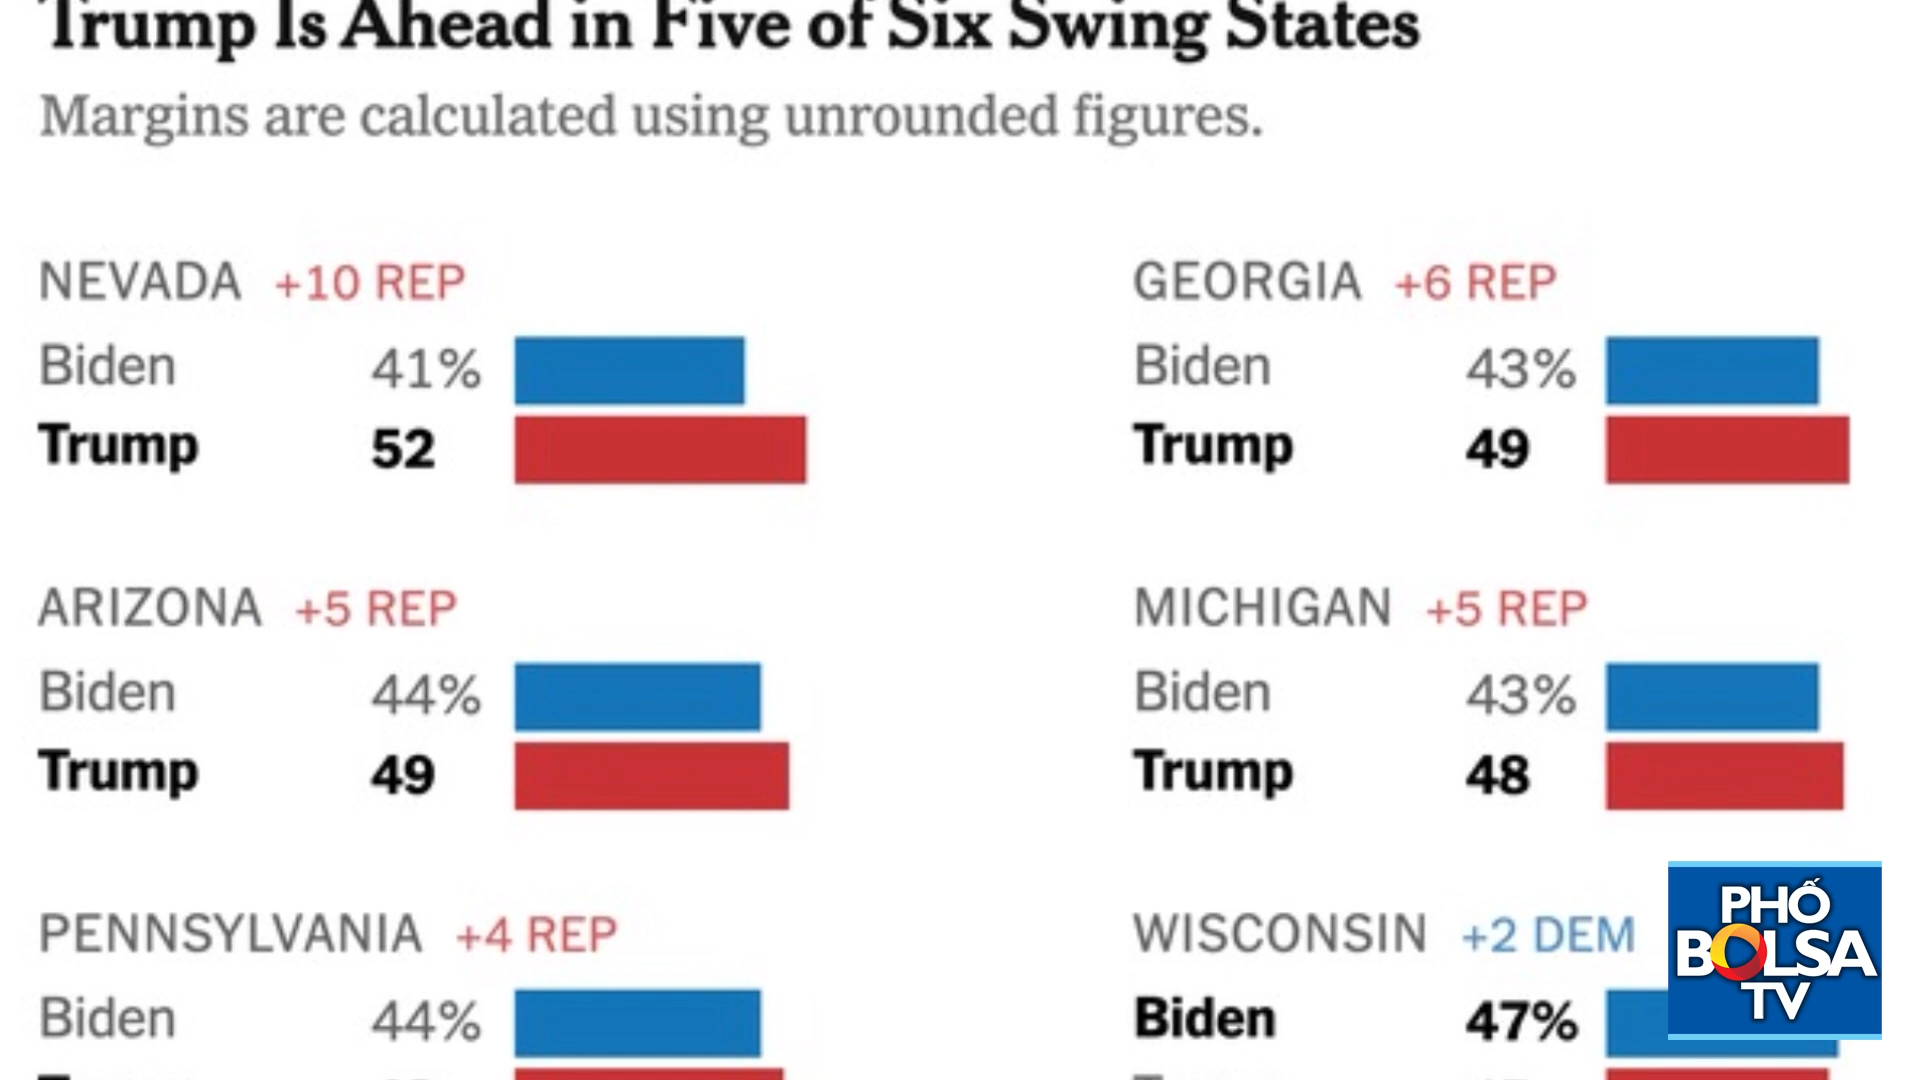 Trump Is Ahead in Five of Six Swing States
Margins are calculated using unrounded figures.
NEVADA +10 REP
Biden 41%
Trump 52
GEORGIA +6 REP
Biden 43%
Trump 49
ARIZONA +5 REP
Biden 44%
Trump 49
MICHIGAN +5 REP
Biden 43%
Trump 48
PENNSYLVANIA +4 REP
Biden 44%
WISCONSIN +2 DEM
Biden 47%
PHỐ
BOLSA
TV